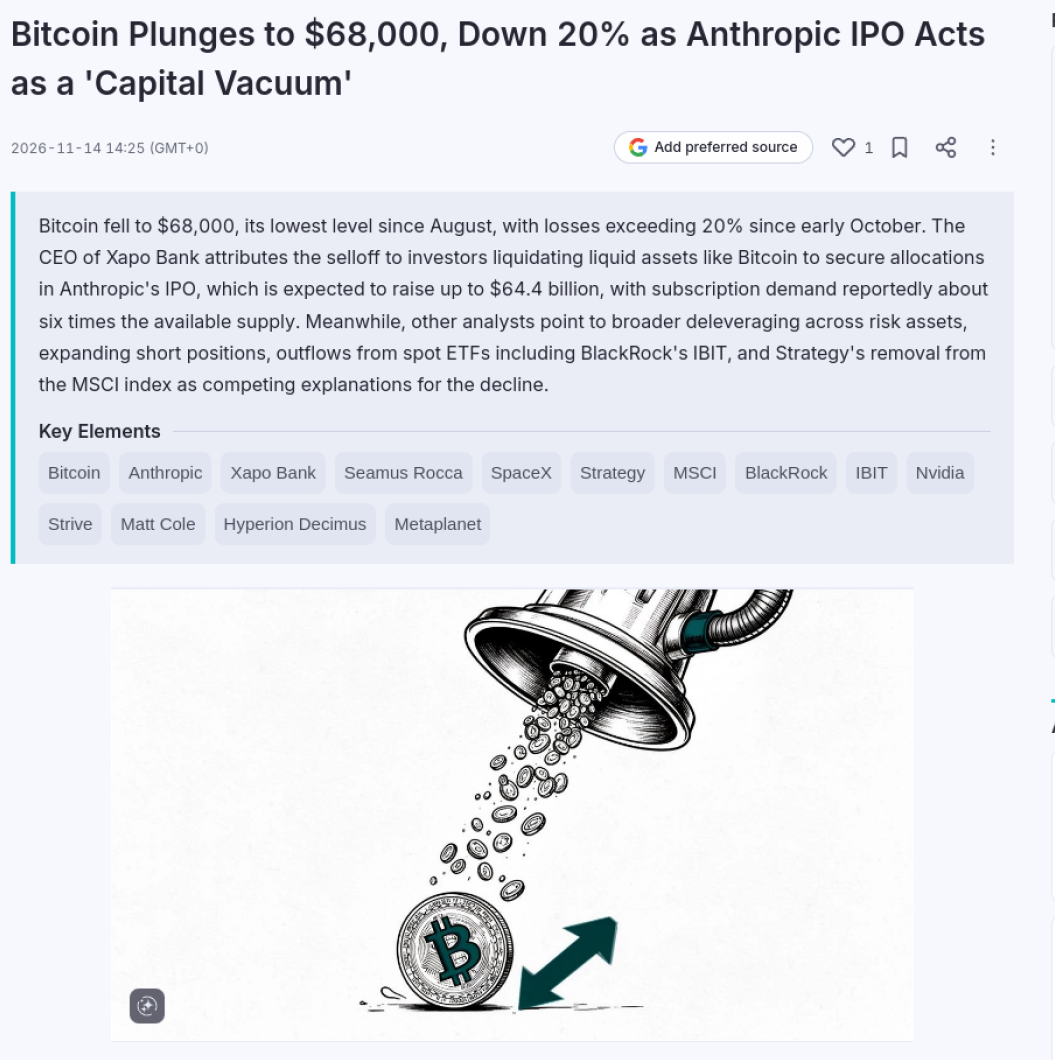 Bitcoin Plunges to $68,000, Down 20% as Anthropic IPO Acts
as a 'Capital Vacuum'
2026-11-14 14:25 (GMT+0)
Add preferred source
1
Bitcoin fell to $68,000, its lowest level since August, with losses exceeding 20% since early October. The
CEO of Xapo Bank attributes the selloff to investors liquidating liquid assets like Bitcoin to secure allocations
in Anthropic's IPO, which is expected to raise up to $64.4 billion, with subscription demand reportedly about
six times the available supply. Meanwhile, other analysts point to broader deleveraging across risk assets,
expanding short positions, outflows from spot ETFs including BlackRock's IBIT, and Strategy's removal from
the MSCI index as competing explanations for the decline.
Key Elements
Bitcoin Anthropic Xapo Bank Seamus Rocca SpaceX Strategy MSCI BlackRock IBIT Nvidia
Strive Matt Cole Hyperion Decimus Metaplanet